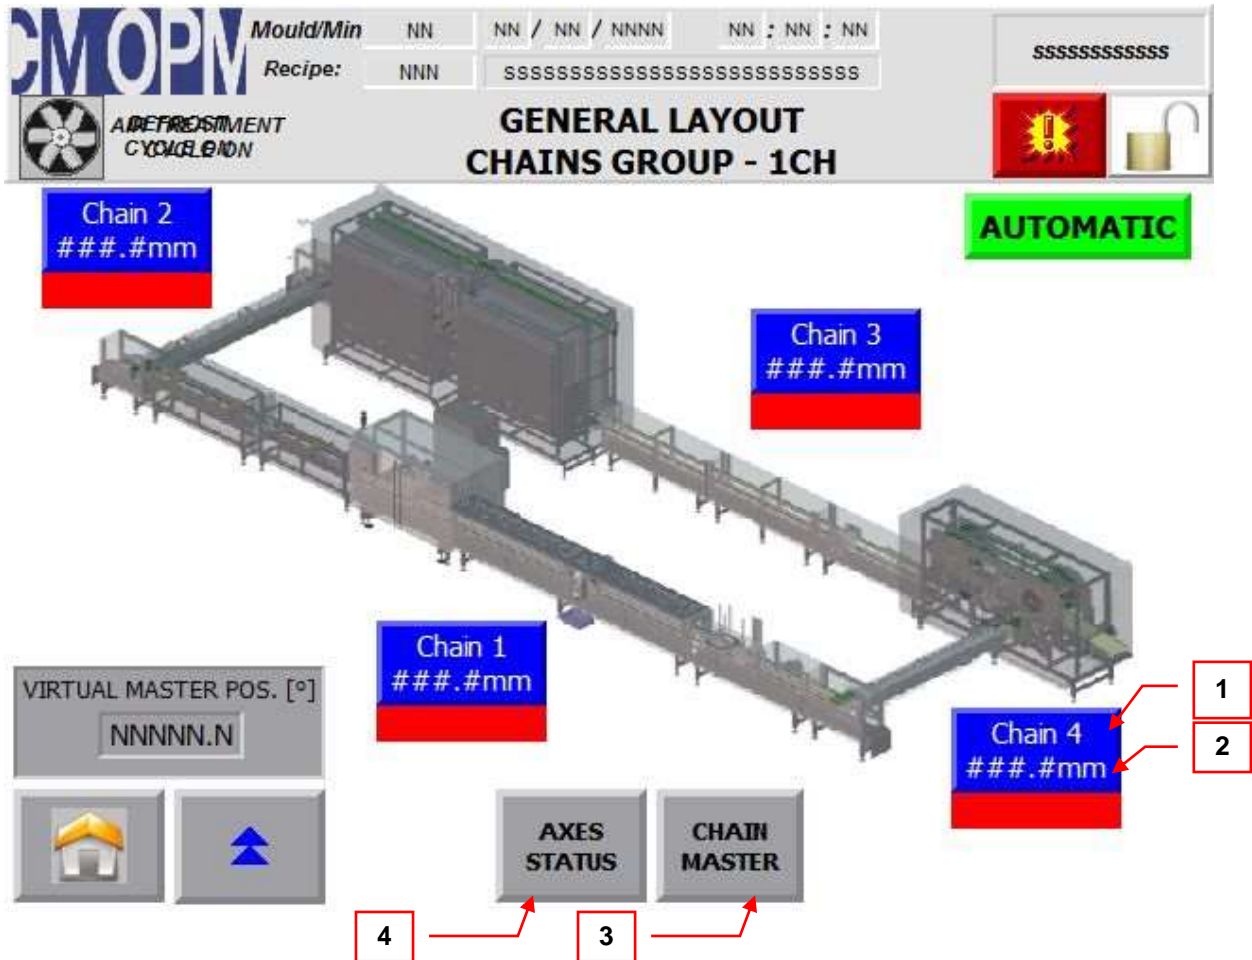 CMOPM
Mould/Min NN NN / NN / NNNN NN : NN : NN
Recipe: NNN SSSSSSSSSSSSSSSSSSSSSSSSSSS
SSSSSSSSSSSS
GENERAL LAYOUT
CHAINS GROUP - 1CH
Chain 2
###.#mm
AUTOMATIC
Chain 3
###.#mm
Chain 1
###.#mm
VIRTUAL MASTER POS. [°]
NNNNN.N
Chain 4
###.#mm
1
2
AXES
STATUS
CHAIN
MASTER
4
3